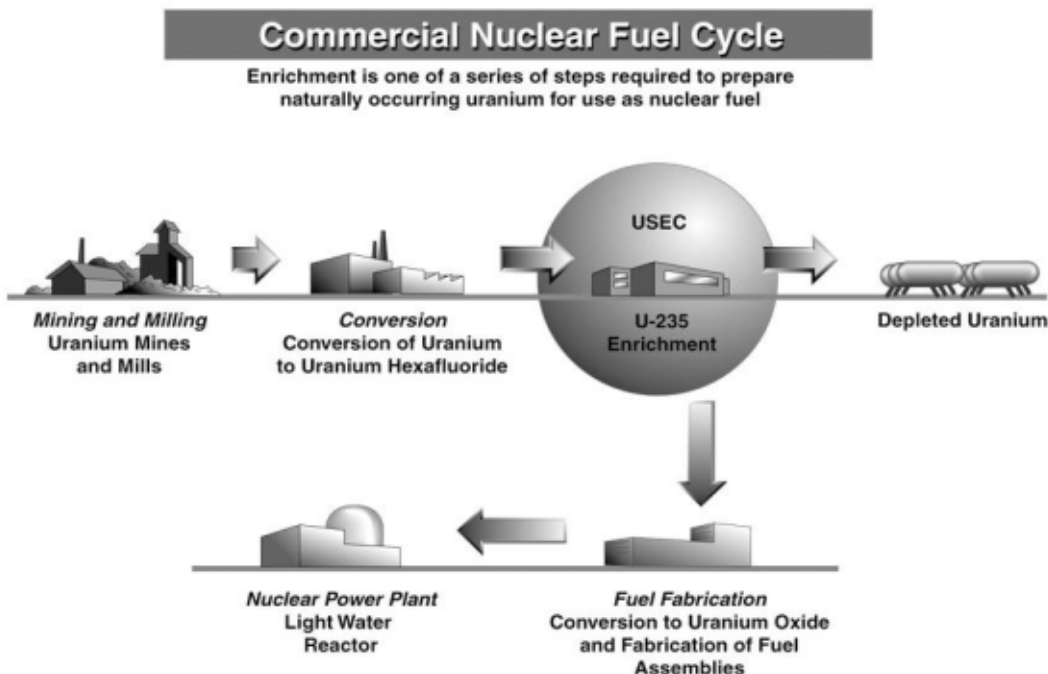 Commercial Nuclear Fuel Cycle
Enrichment is one of a series of steps required to prepare
naturally occurring uranium for use as nuclear fuel
Mining and Milling
Uranium Mines
and Mills
Conversion
Conversion of Uranium
to Uranium Hexafluoride
USEC
U-235
Enrichment
Depleted Uranium
Nuclear Power Plant
Light Water
Reactor
Fuel Fabrication
Conversion to Uranium Oxide
and Fabrication of Fuel
Assemblies